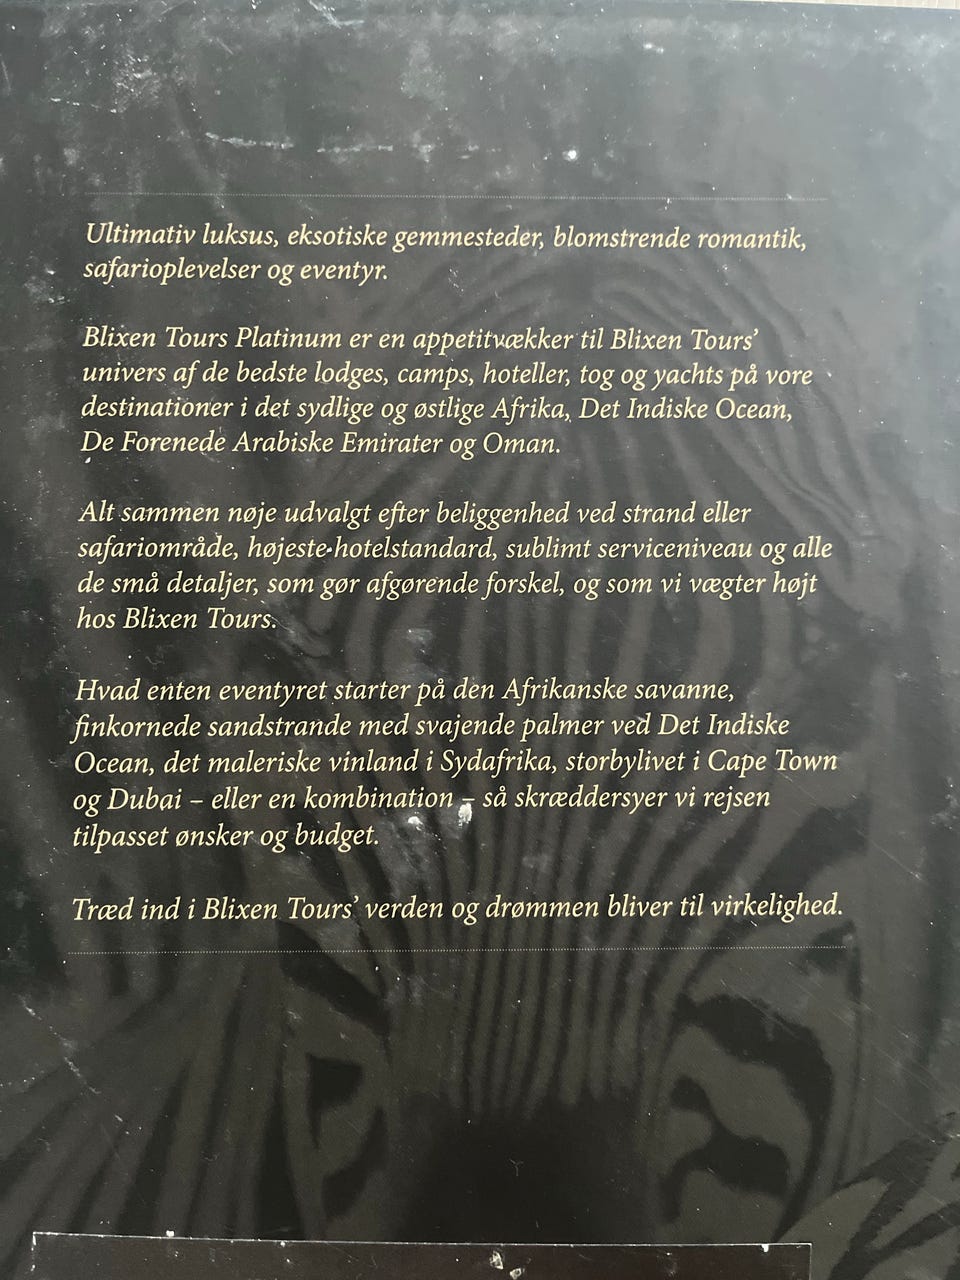 Ultimativ luksus, eksotiske gemmesteder, blomstrende romantik,
safarioplevelser og eventyr.
Blixen Tours Platinum er en appetitvækker til Blixen Tours’
univers af de bedste lodges, camps, hoteller, tog og yachts på vore
destinationer i det sydlige og østlige Afrika, Det Indiske Ocean,
De Forenede Arabiske Emirater og Oman.
Alt sammen nøje udvalgt efter beliggenhed ved strand eller
safariområde, højeste hotelstandard, sublimt serviceniveau og alle
de små detaljer, som gør afgørende forskel, og som vi vægter højt
hos Blixen Tours.
Hvad enten eventyret starter på den Afrikanske savanne,
finkornede sandstrande med svajende palmer ved Det Indiske
Ocean, det maleriske vinland i Sydafrika, storbylivet i Cape Town
og Dubai – eller en kombination – så skræddersyer vi rejsen
tilpasset ønsker og budget.
Træd ind i Blixen Tours’ verden og drømmen bliver til virkelighed.